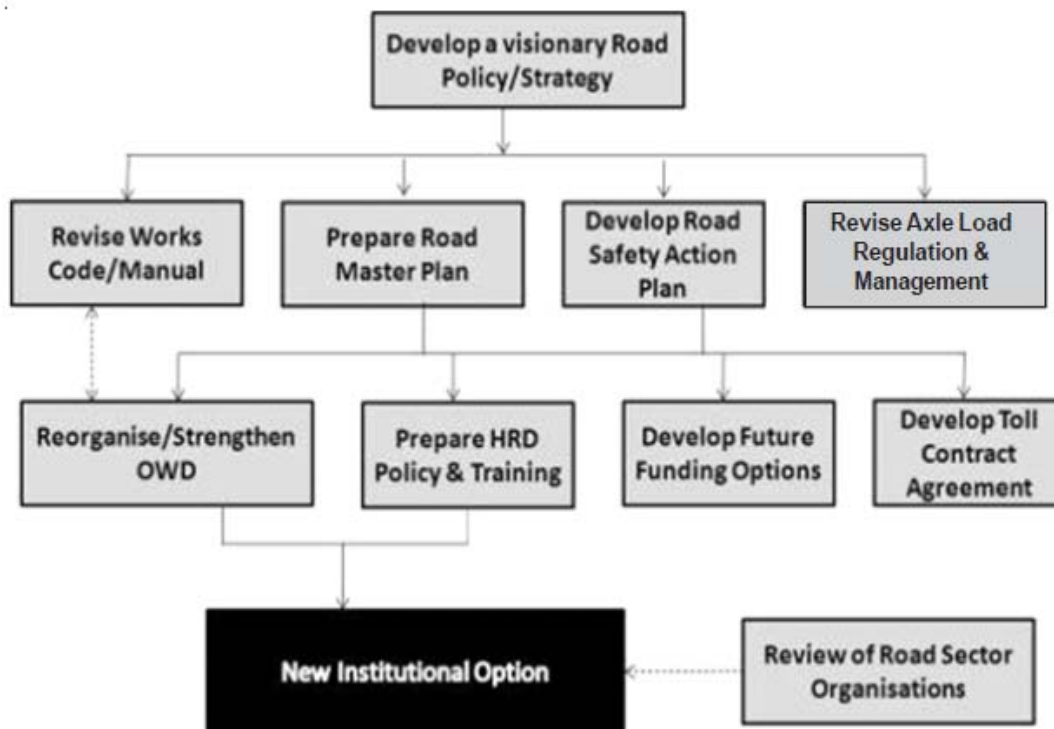 Develop a visionary Road
Policy/Strategy
Revise Works
Code/Manual
Prepare Road
Master Plan
Develop Road
Safety Action
Plan
Revise Axle Load
Regulation &
Management
Reorganise/Strengthen
OWD
Prepare HRD
Policy & Training
Develop Future
Funding Options
Develop Toll
Contract
Agreement
New Institutional Option
Review of Road Sector
Organisations